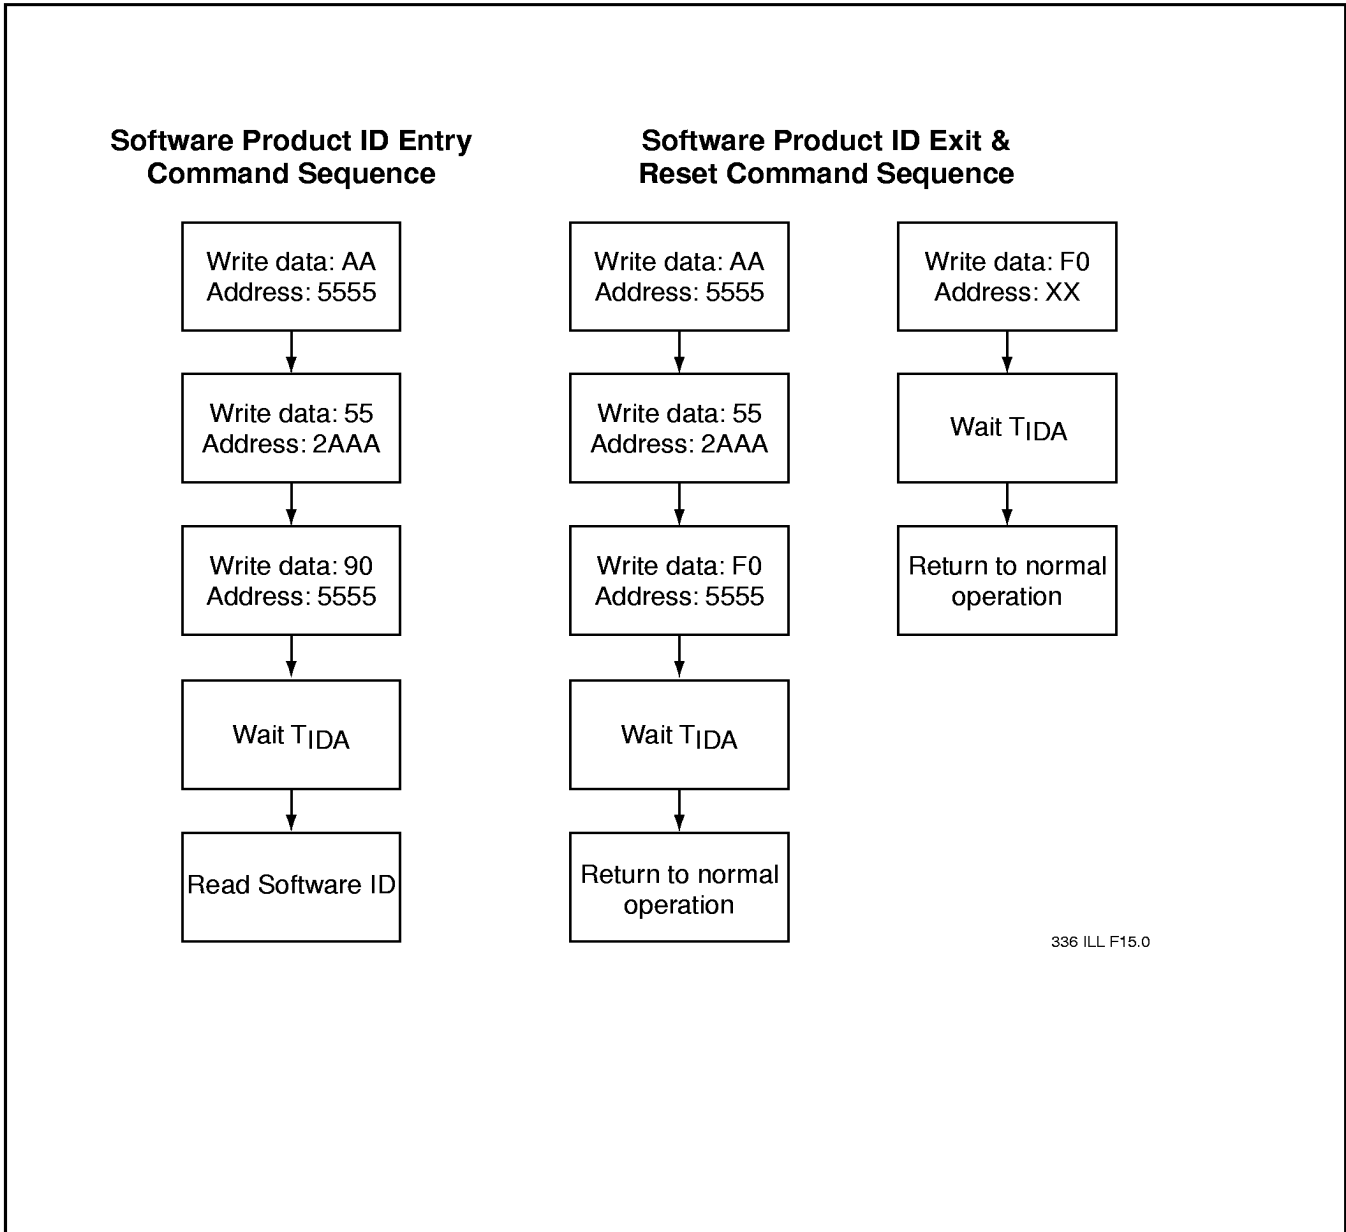 Software Product ID Entry
Command Sequence
Write data: AA
Address: 5555
Write data: 55
Address: 2AAA
Write data: 90
Address: 5555
Wait TIDA
Read Software ID
Software Product ID Exit &
Reset Command Sequence
Write data: AA
Address: 5555
Write data: 55
Address: 2AAA
Write data: F0
Address: 5555
Wait TIDA
Return to normal
operation
Write data: F0
Address: XX
Wait TIDA
Return to normal
operation
336 ILL F15.0